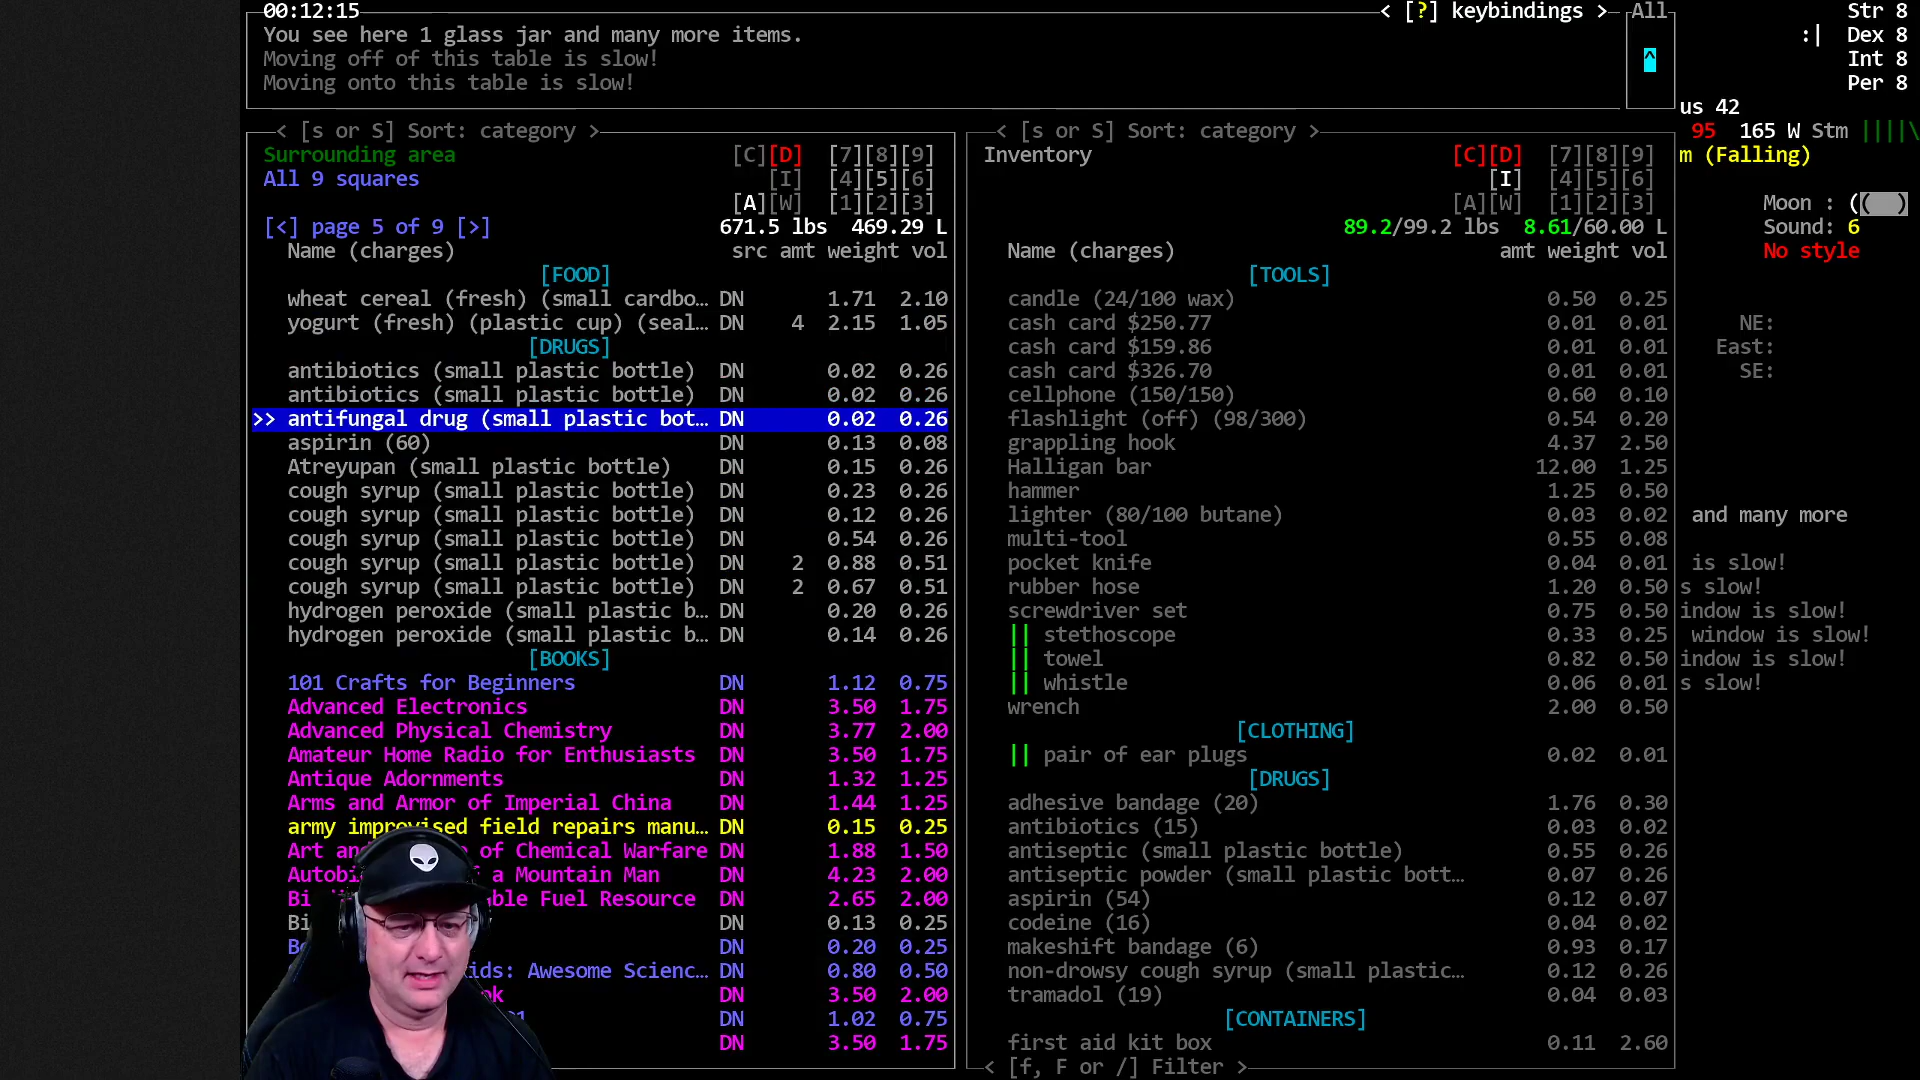 00:12:15
< [?] keybindings >
All
Str 8
You see here 1 glass jar and many more items.
:| Dex 8
Moving off of this table is slow!
^
Int 8
Moving onto this table is slow!
Per 8
us 42
< [s or S] Sort: category >
< [s or S] Sort: category >
95 165 W Stm ||||\
Surrounding area [C][D] [7][8][9]
Inventory [C][D] [7][8][9]
m (Falling)
All 9 squares [I] [4][5][6]
[I] [4][5][6]
[A][W] [1][2][3]
[A][W] [1][2][3]
Moon : (( )
[<] page 5 of 9 [>] 671.5 lbs 469.29 L
89.2/99.2 lbs 8.61/60.00 L
Sound: 6
Name (charges) src amt weight vol
Name (charges) amt weight vol
No style
[FOOD]
[TOOLS]
wheat cereal (fresh) (small cardbo… DN 1.71 2.10
candle (24/100 wax) 0.50 0.25
yogurt (fresh) (plastic cup) (seal… DN 4 2.15 1.05
cash card $250.77 0.01 0.01
NE:
[DRUGS]
cash card $159.86 0.01 0.01
East:
antibiotics (small plastic bottle) DN 0.02 0.26
cash card $326.70 0.01 0.01
SE:
antibiotics (small plastic bottle) DN 0.02 0.26
cellphone (150/150) 0.60 0.10
>> antifungal drug (small plastic bot… DN 0.02 0.26
flashlight (off) (98/300) 0.54 0.20
aspirin (60) DN 0.13 0.08
grappling hook 4.37 2.50
Atreyupan (small plastic bottle) DN 0.15 0.26
Halligan bar 12.00 1.25
cough syrup (small plastic bottle) DN 0.23 0.26
hammer 1.25 0.50
cough syrup (small plastic bottle) DN 0.12 0.26
lighter (80/100 butane) 0.03 0.02
and many more
cough syrup (small plastic bottle) DN 0.54 0.26
multi-tool 0.55 0.08
cough syrup (small plastic bottle) DN 2 0.88 0.51
pocket knife 0.04 0.01
is slow!
cough syrup (small plastic bottle) DN 2 0.67 0.51
rubber hose 1.20 0.50
s slow!
hydrogen peroxide (small plastic b… DN 0.20 0.26
screwdriver set 0.75 0.50
indow is slow!
hydrogen peroxide (small plastic b… DN 0.14 0.26
|| stethoscope 0.33 0.25
window is slow!
[BOOKS]
|| towel 0.82 0.50
indow is slow!
101 Crafts for Beginners DN 1.12 0.75
|| whistle 0.06 0.01
s slow!
Advanced Electronics DN 3.50 1.75
wrench 2.00 0.50
Advanced Physical Chemistry DN 3.77 2.00
[CLOTHING]
Amateur Home Radio for Enthusiasts DN 3.50 1.75
|| pair of ear plugs 0.02 0.01
Antique Adornments DN 1.32 1.25
[DRUGS]
Arms and Armor of Imperial China DN 1.44 1.25
adhesive bandage (20) 1.76 0.30
army improvised field repairs manu… DN 0.15 0.25
antibiotics (15) 0.03 0.02
Art an of Chemical Warfare DN 1.88 1.50
antiseptic (small plastic bottle) 0.55 0.26
Autobi a Mountain Man DN 4.23 2.00
antiseptic powder (small plastic bott… 0.07 0.26
Bi ble Fuel Resource DN 2.65 2.00
aspirin (54) 0.12 0.07
Bi DN 0.13 0.25
codeine (16) 0.04 0.02
DN 0.20 0.25
makeshift bandage (6) 0.93 0.17
ids: Awesome Scienc… DN 0.80 0.50
non-drowsy cough syrup (small plastic… 0.12 0.26
ok DN 3.50 2.00
tramadol (19) 0.04 0.03
DN 1.02 0.75
[CONTAINERS]
DN 3.50 1.75
first aid kit box 0.11 2.60
< [f, F or /] Filter >